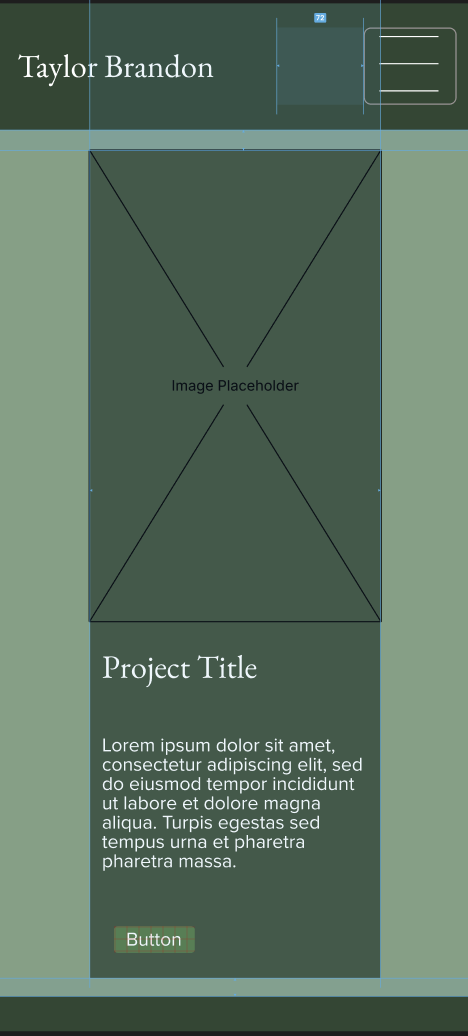 72
Taylor Brandon
Image Placeholder
Project Title
Lorem ipsum dolor sit amet,
consectetur adipiscing elit, sed
do eiusmod tempor incididunt
ut labore et dolore magna
aliqua. Turpis egestas sed
tempus urna et pharetra
pharetra massa.
Button